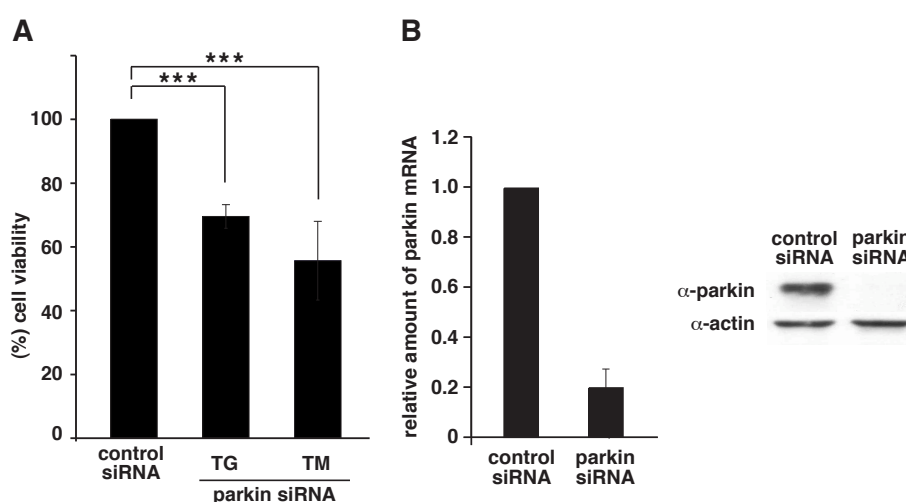 A
***
***
100
80
60
40
20
0
(%) cell viability
control
siRNA
TG
TM
parkin siRNA
B
1.2
1.0
0.8
0.6
0.4
0.2
0
relative amount of parkin mRNA
control
siRNA
parkin
siRNA
control
siRNA
parkin
siRNA
α-parkin
α-actin